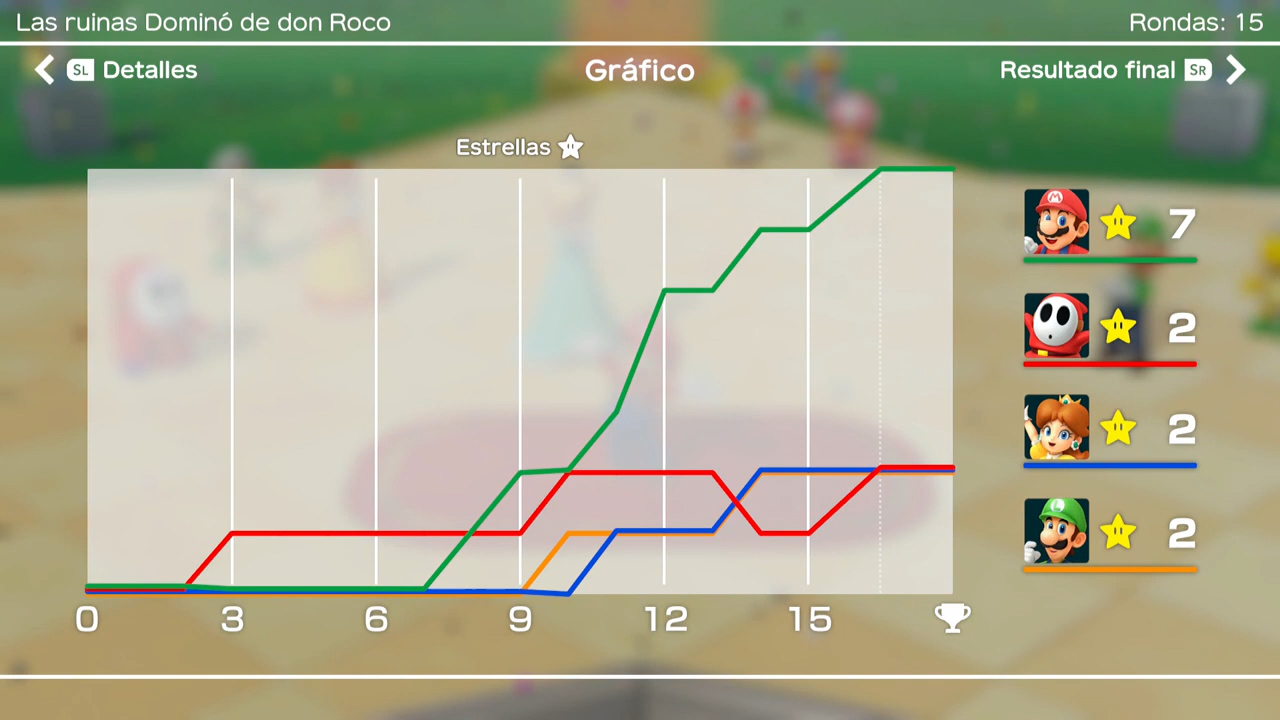 Las ruinas Dominó de don Roco
Rondas: 15
SL Detalles
Gráfico
Resultado final SR
Estrellas
7
2
2
2
0 3 6 9 12 15